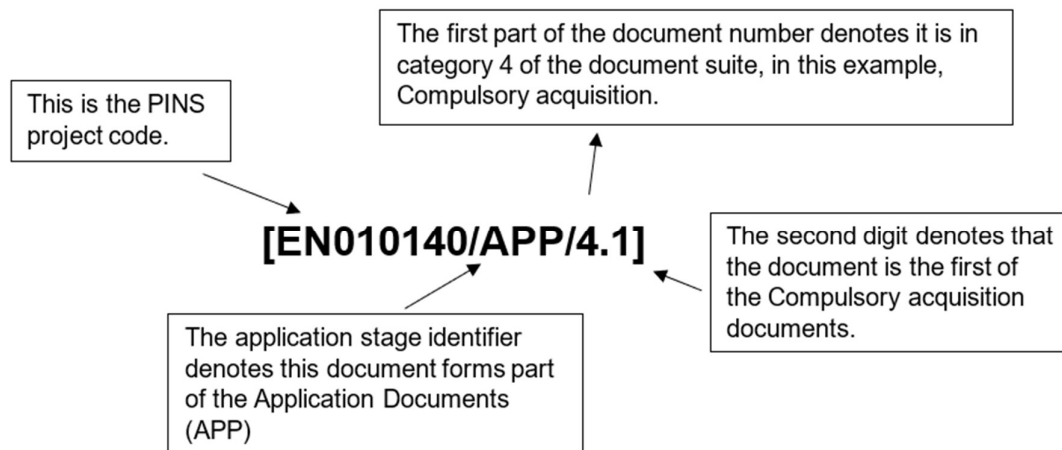 The first part of the document number denotes it is in
category 4 of the document suite, in this example,
Compulsory acquisition.
This is the PINS
project code.
[EN010140/APP/4.1]
The second digit denotes that
the document is the first of
the Compulsory acquisition
documents.
The application stage identifier
denotes this document forms part
of the Application Documents
(APP)